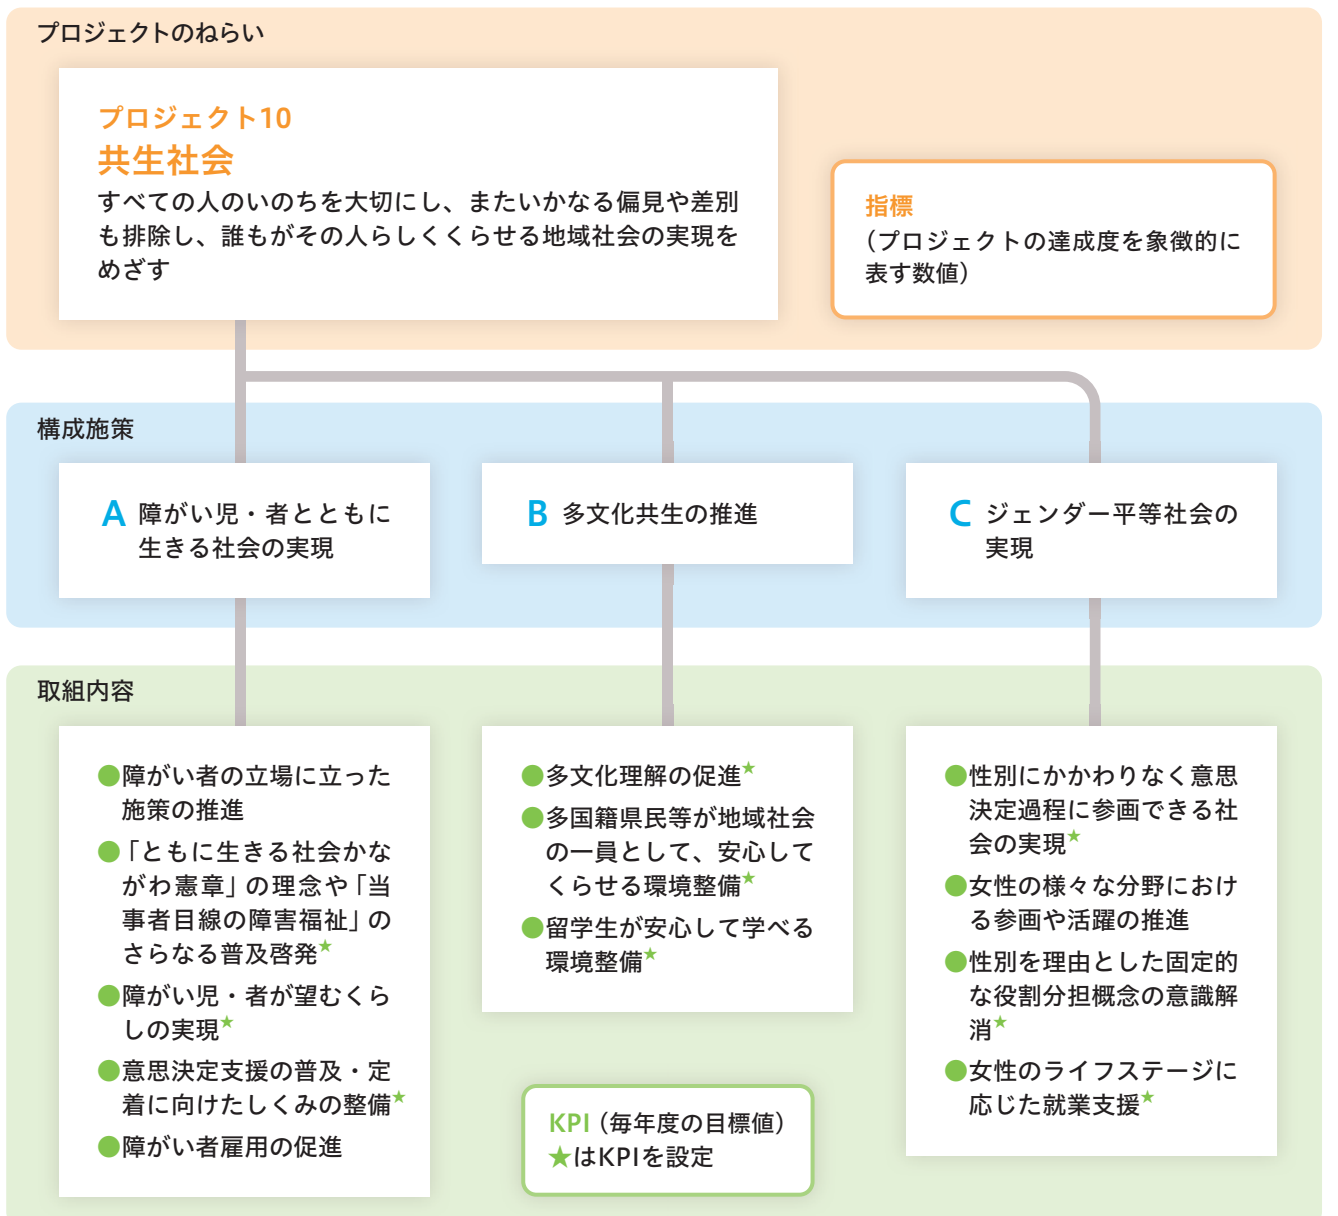 プロジェクトのねらい
プロジェクト10
共生社会
すべての人のいのちを大切にし、またいかなる偏見や差別
も排除し、誰もがその人らしくくらせる地域社会の実現を
めざす
指標
（プロジェクトの達成度を象徴的に
表す数値）
構成施策
A 障がい児・者とともに
生きる社会の実現
B 多文化共生の推進
C ジェンダー平等社会の
実現
取組内容
●障がい者の立場に立った
施策の推進
●「ともに生きる社会かな
がわ憲章」の理念や「当
事者目線の障害福祉」の
さらなる普及啓発★
●障がい児・者が望むくら
しの実現★
●意思決定支援の普及・定
着に向けたしくみの整備★
●障がい者雇用の促進
●多文化理解の促進★
●多国籍県民等が地域社会
の一員として、安心して
くらせる環境整備★
●留学生が安心して学べる
環境整備★
KPI（毎年度の目標値）
★はKPIを設定
●性別にかかわりなく意思
決定過程に参画できる社
会の実現★
●女性の様々な分野におけ
る参画や活躍の推進
●性別を理由とした固定的
な役割分担概念の意識解
消★
●女性のライフステージに
応じた就業支援★